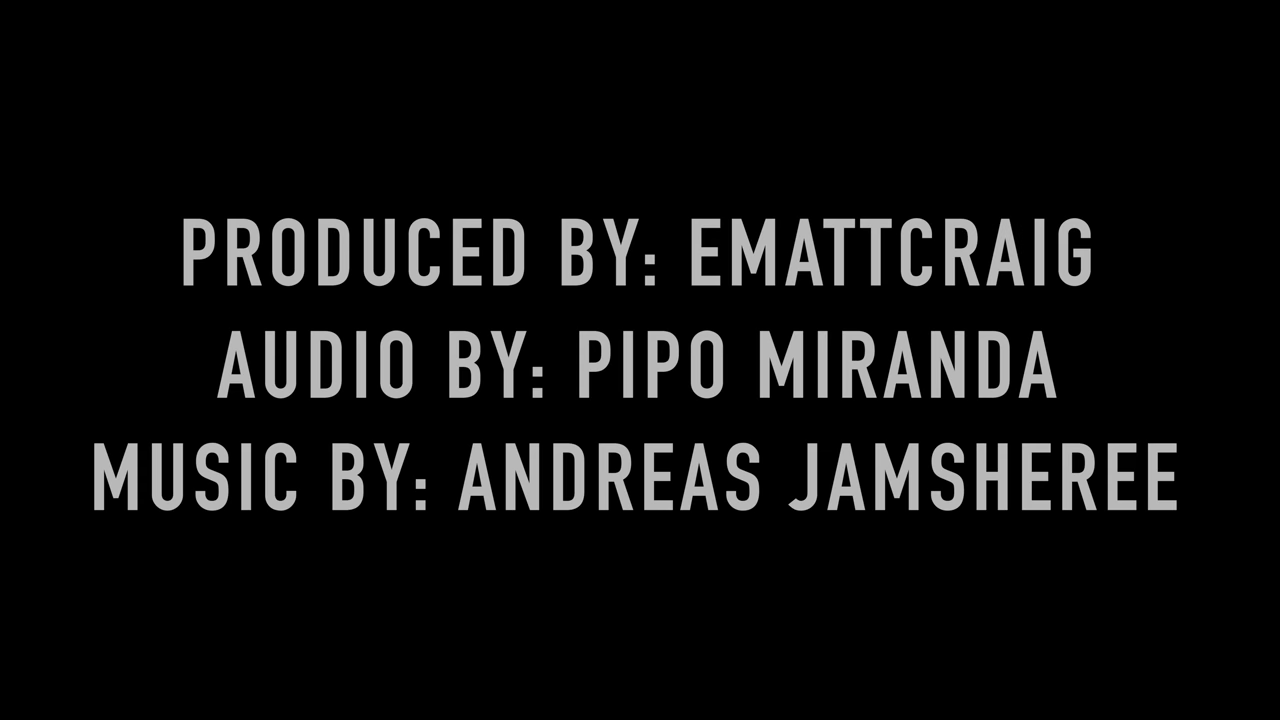 PRODUCED BY: EMATTCRAIG
AUDIO BY: PIPO MIRANDA
MUSIC BY: ANDREAS JAMSHEREE